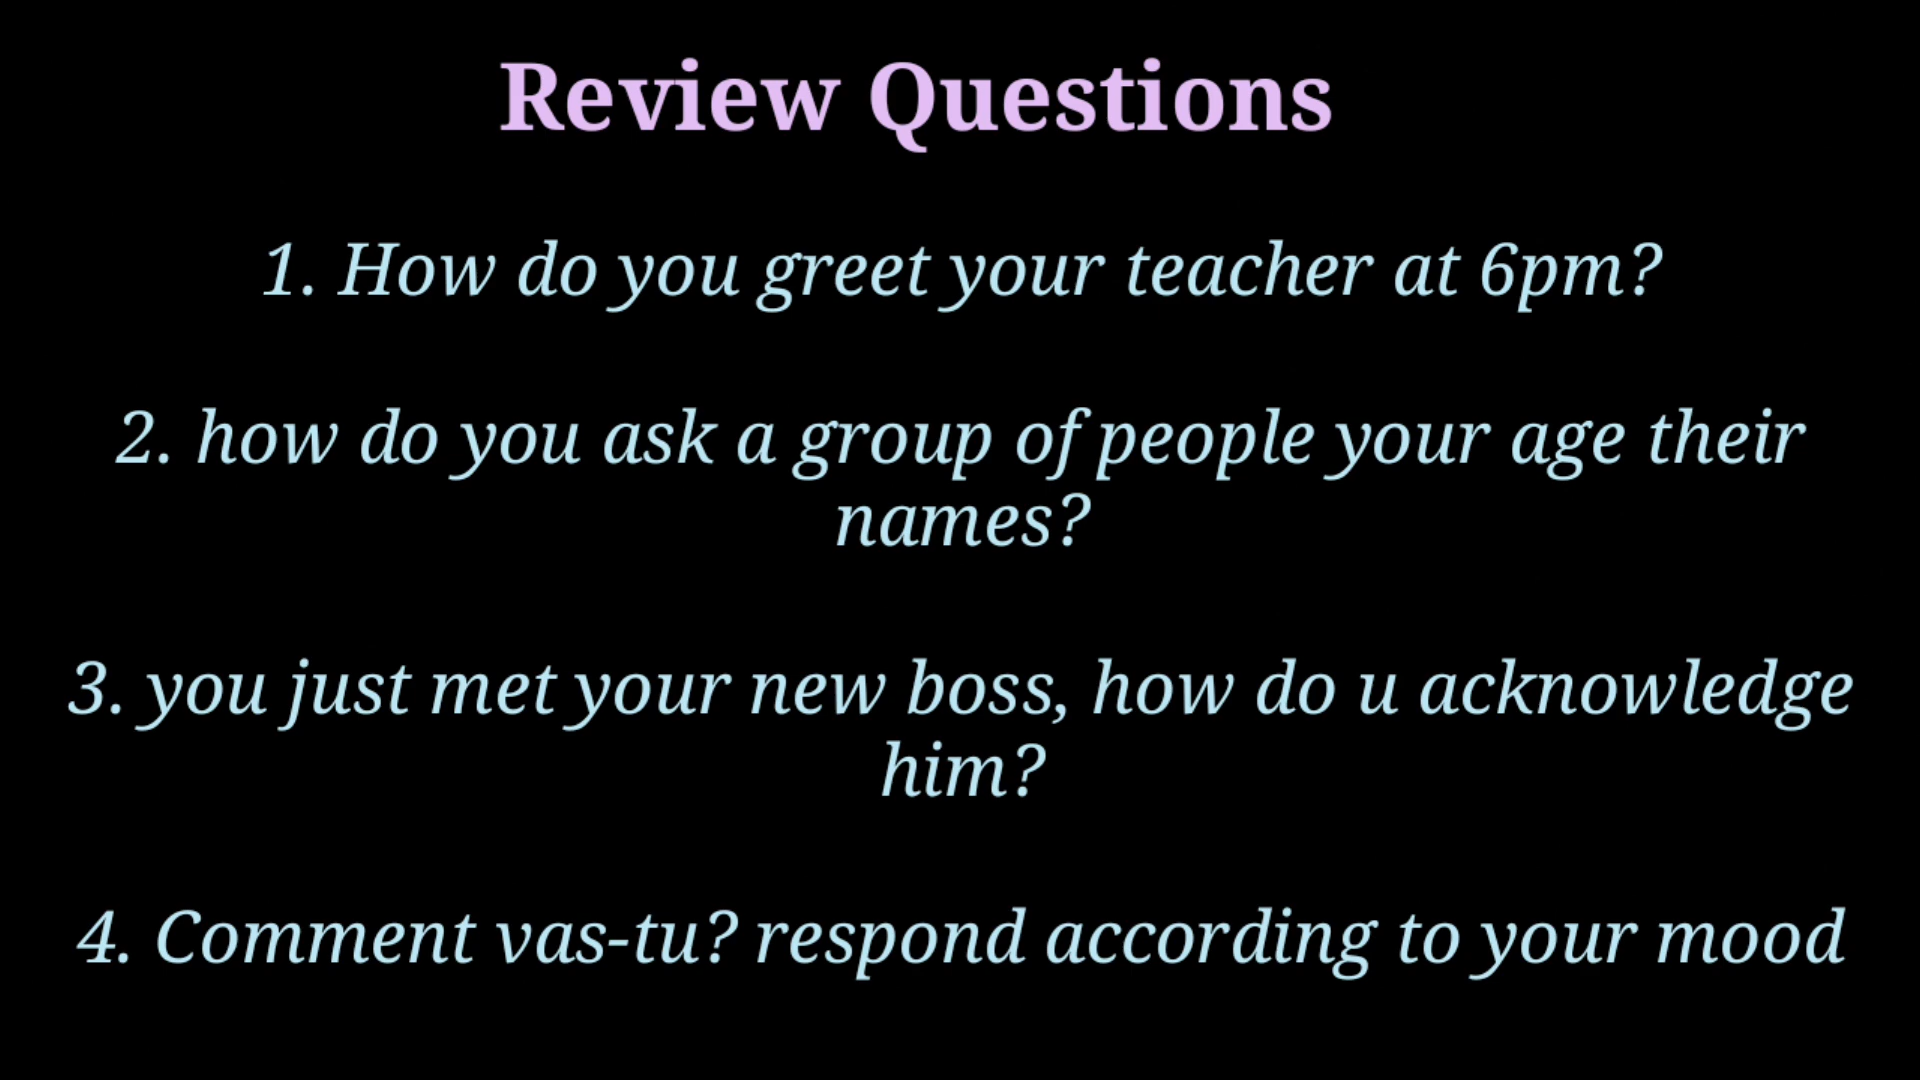 Review Questions
1. How do you greet your teacher at 6pm?
2. how do you ask a group of people your age their
names?
3. you just met your new boss, how do u acknowledge
him?
4. Comment vas-tu? respond according to your mood